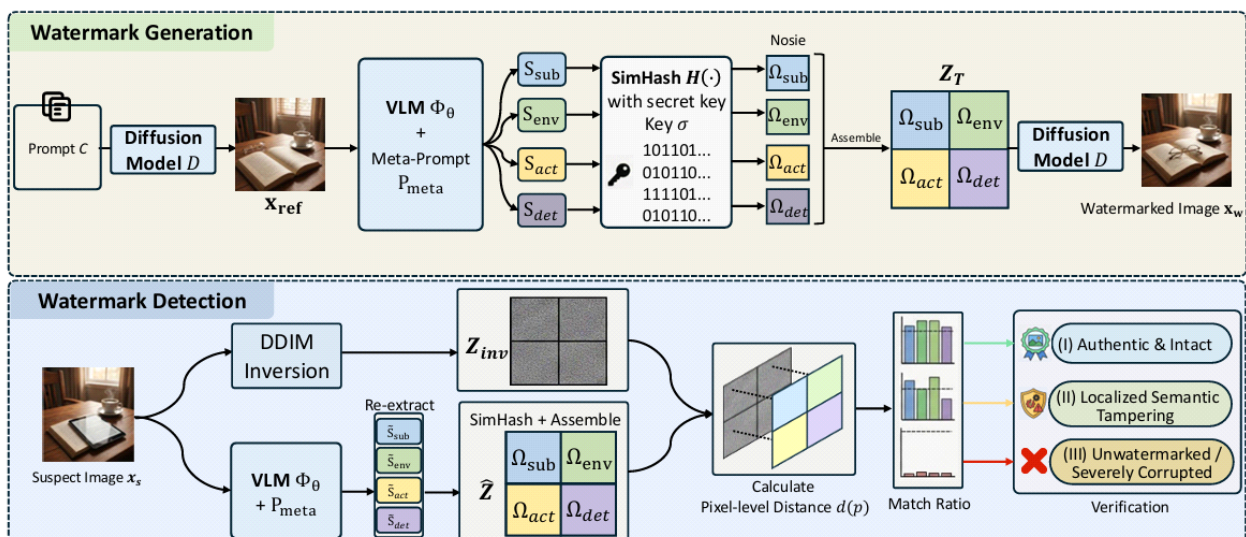 Watermark Generation
Prompt C
Diffusion
Model D
x_ref
VLM Φ_θ
+
Meta-Prompt
P_meta
S_sub
S_env
S_act
S_det
SimHash H(·)
with secret key
Key σ
101101...
010110...
111101...
010110...
Nosie
Ω_sub
Ω_env
Ω_act
Ω_det
Assemble
Z_T
Ω_sub
Ω_env
Ω_act
Ω_det
Diffusion
Model D
Watermarked Image x_w
Watermark Detection
Suspect Image x_s
DDIM
Inversion
Z_inv
VLM Φ_θ
+ P_meta
Re-extract
S̃_sub
S̃_env
S̃_act
S̃_det
SimHash + Assemble
Ẑ
Ω_sub
Ω_env
Ω_act
Ω_det
Calculate
Pixel-level Distance d(p)
Match Ratio
(I) Authentic & Intact
(II) Localized Semantic
Tampering
(III) Unwatermarked /
Severely Corrupted
Verification